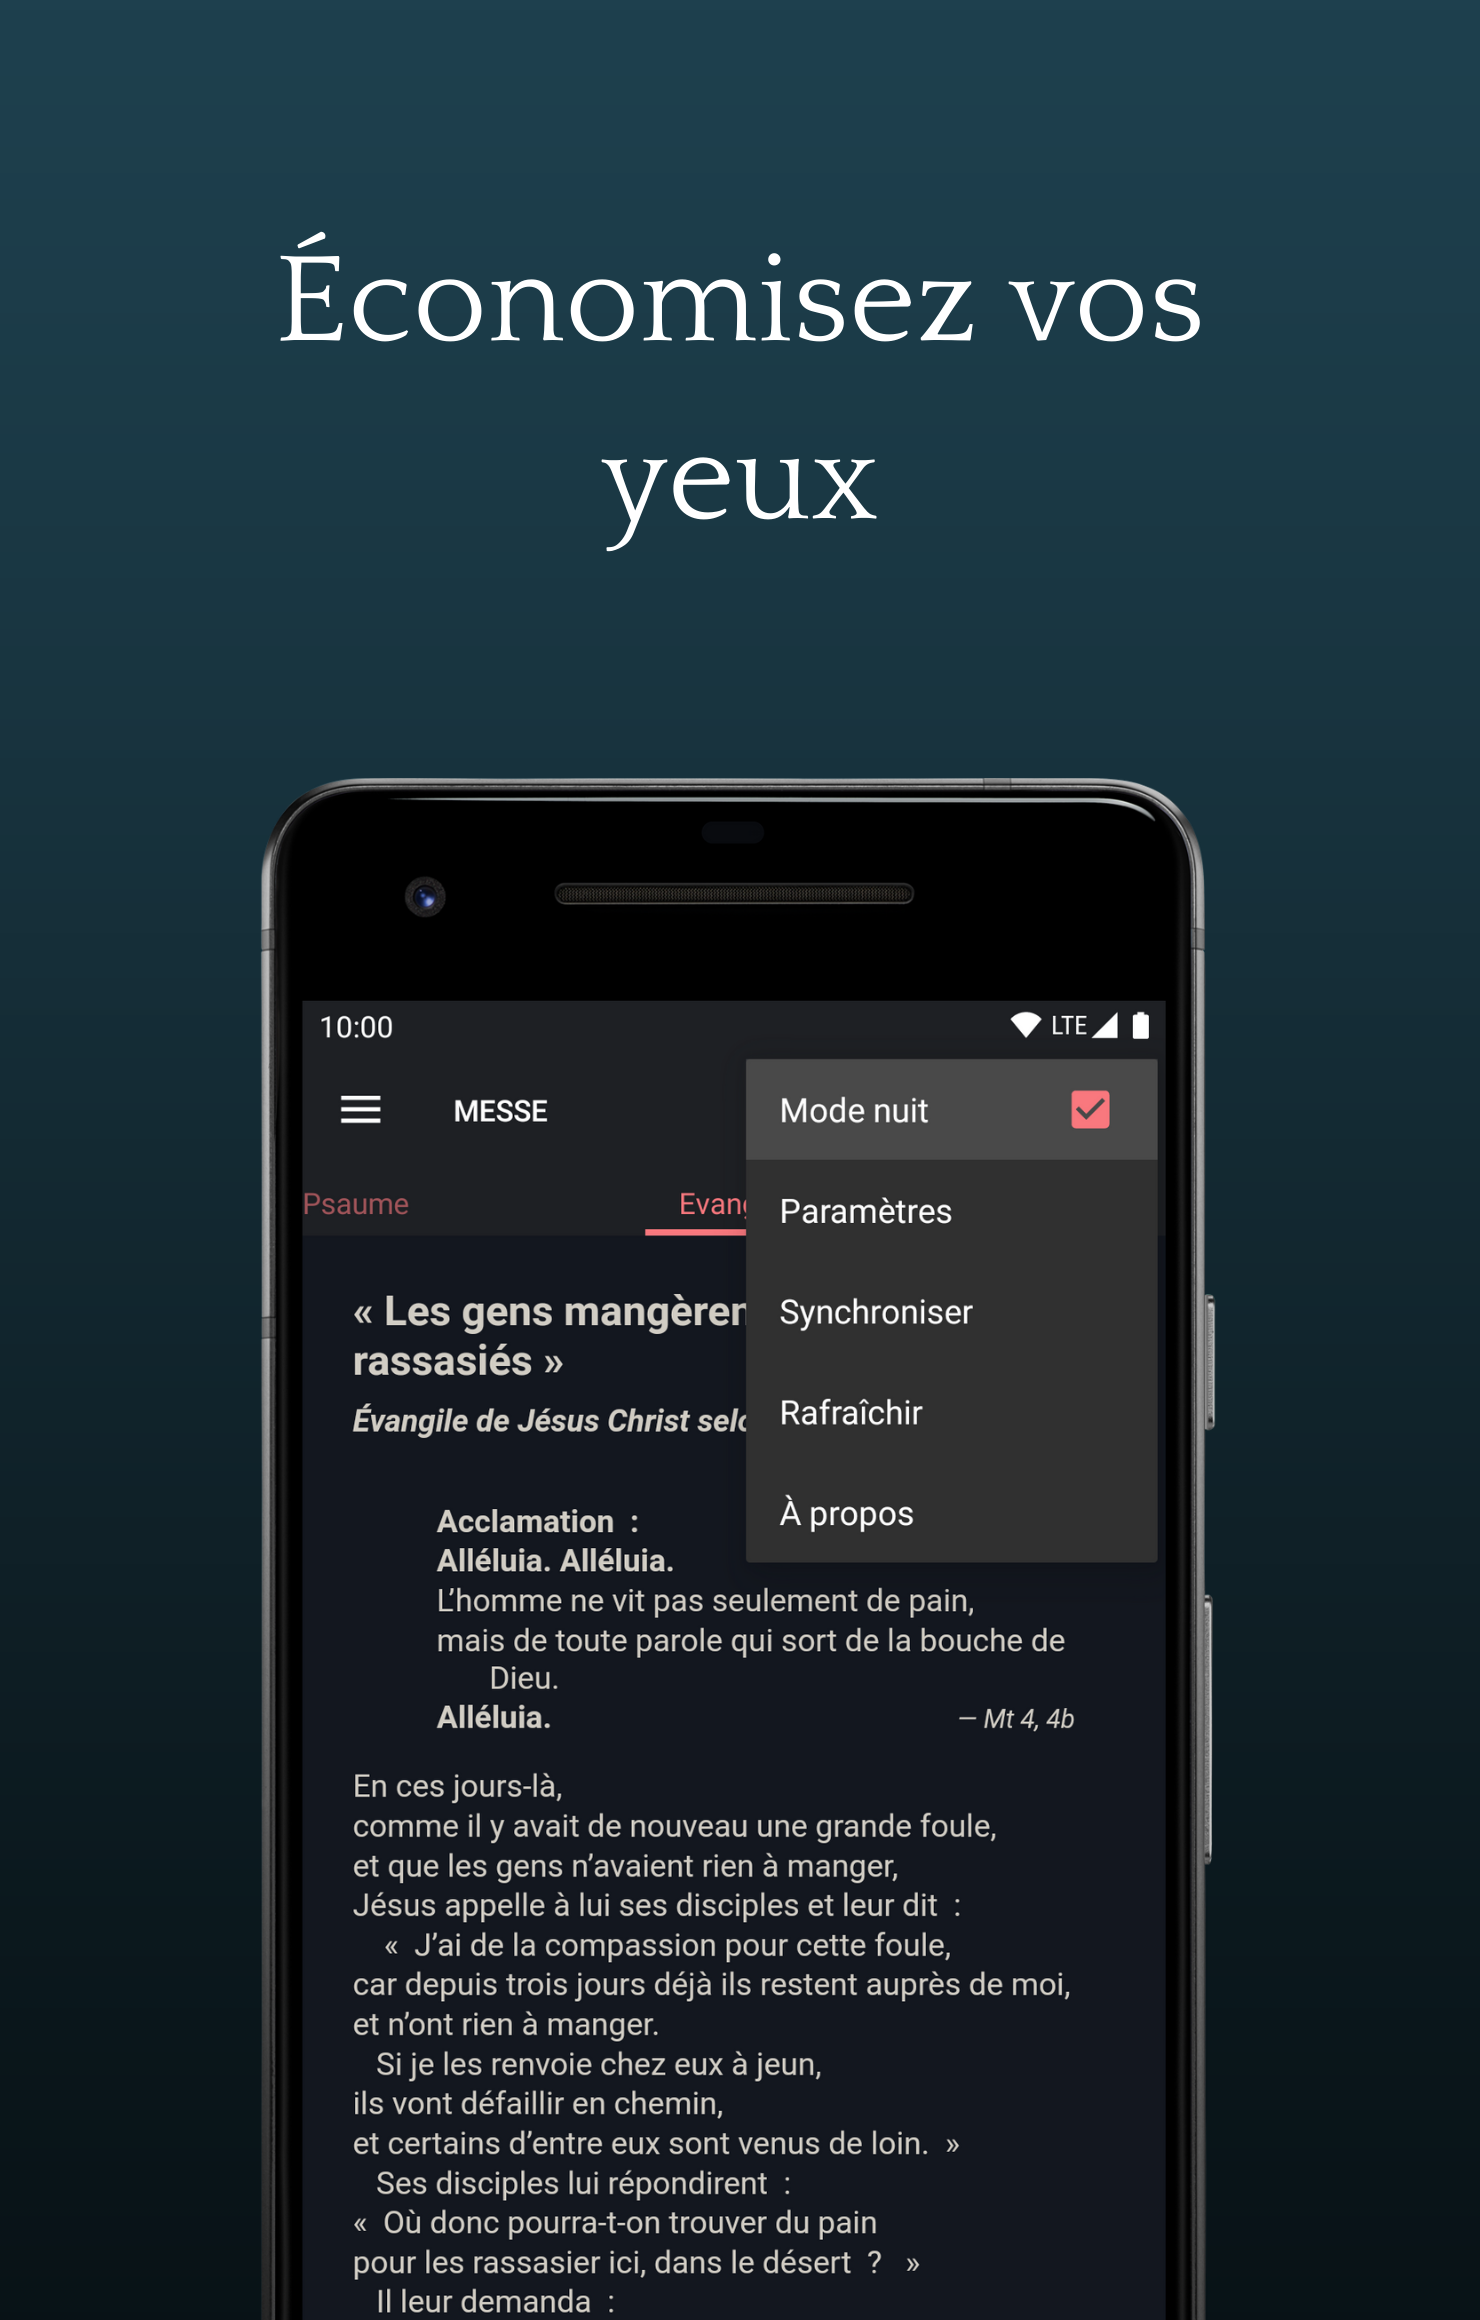 Économisez vos
yeux
10:00 LTE
MESSE
Mode nuit
Paramètres
Synchroniser
Rafraîchir
À propos
Psaume
« Les gens
rassasiés »
Évangile de Jésus Christ
Acclamation :
Alléluia. Alléluia.
L’homme ne vit pas seulement de pain,
mais de toute parole qui sort de la bouche de
Dieu.
Alléluia. — Mt 4, 4b
En ces jours-là,
comme il y avait de nouveau une grande foule,
et que les gens n’avaient rien à manger,
Jésus appelle à lui ses disciples et leur dit :
« J’ai de la compassion pour cette foule,
car depuis trois jours déjà ils restent auprès de moi,
et n’ont rien à manger.
Si je les renvoie chez eux à jeun,
ils vont défaillir en chemin,
et certains d’entre eux sont venus de loin. »
Ses disciples lui répondirent :
« Où donc pourra-t-on trouver du pain
pour les rassasier ici, dans le désert ? »
Il leur demanda :